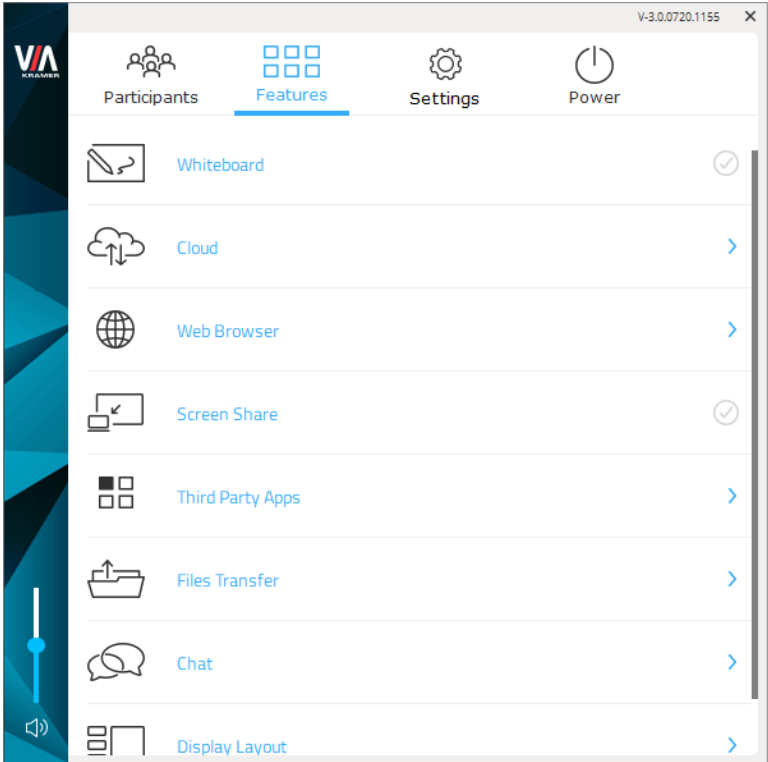 V-3.0.0720.1155
VIA
KRAMER
Participants
Features
Settings
Power
Whiteboard
Cloud
Web Browser
Screen Share
Third Party Apps
Files Transfer
Chat
Display Layout